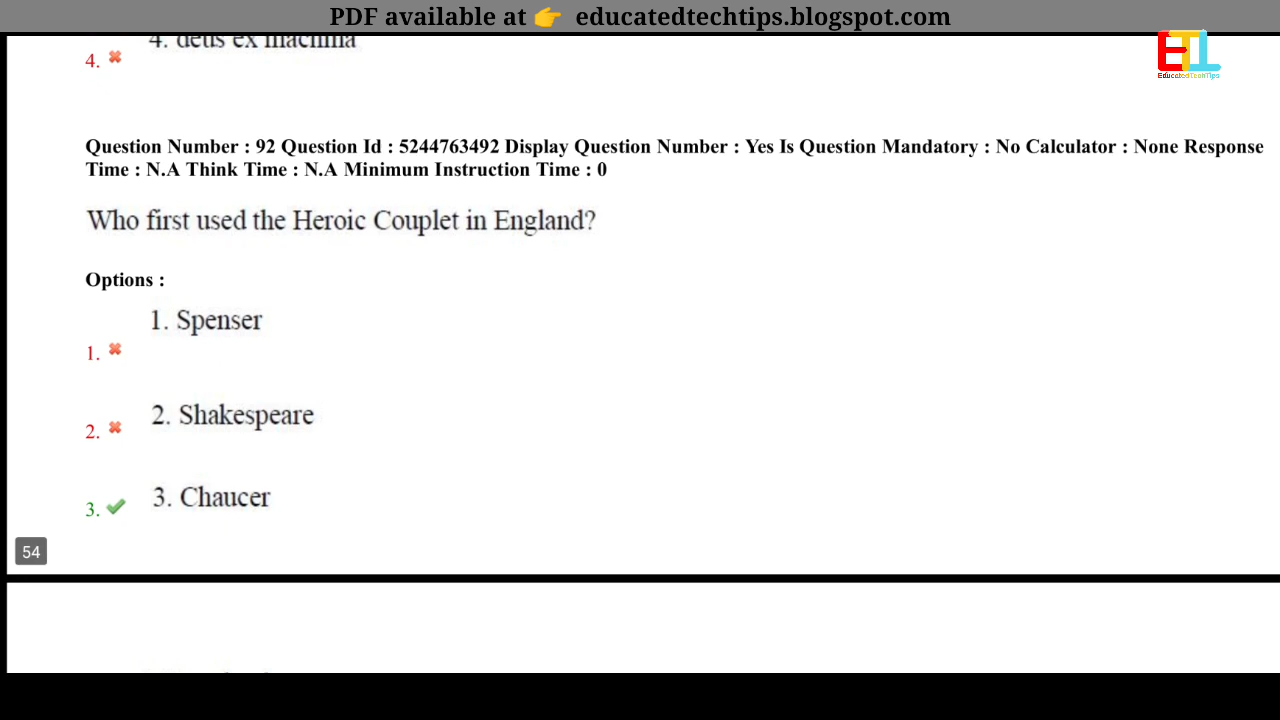 PDF available at 👉 educatedtechtips.blogspot.com
4. deus ex machina
4.
ETL
EducatedTechTips
Question Number : 92 Question Id : 5244763492 Display Question Number : Yes Is Question Mandatory : No Calculator : None Response
Time : N.A Think Time : N.A Minimum Instruction Time : 0
Who first used the Heroic Couplet in England?
Options :
1. Spenser
1.
2. Shakespeare
2.
3. Chaucer
3.
54